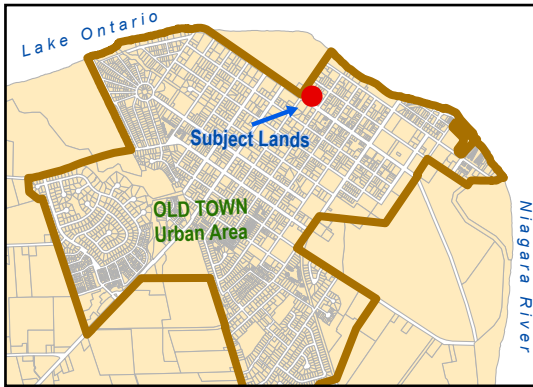 Lake Ontario
Subject Lands
OLD TOWN
Urban Area
Niagara River